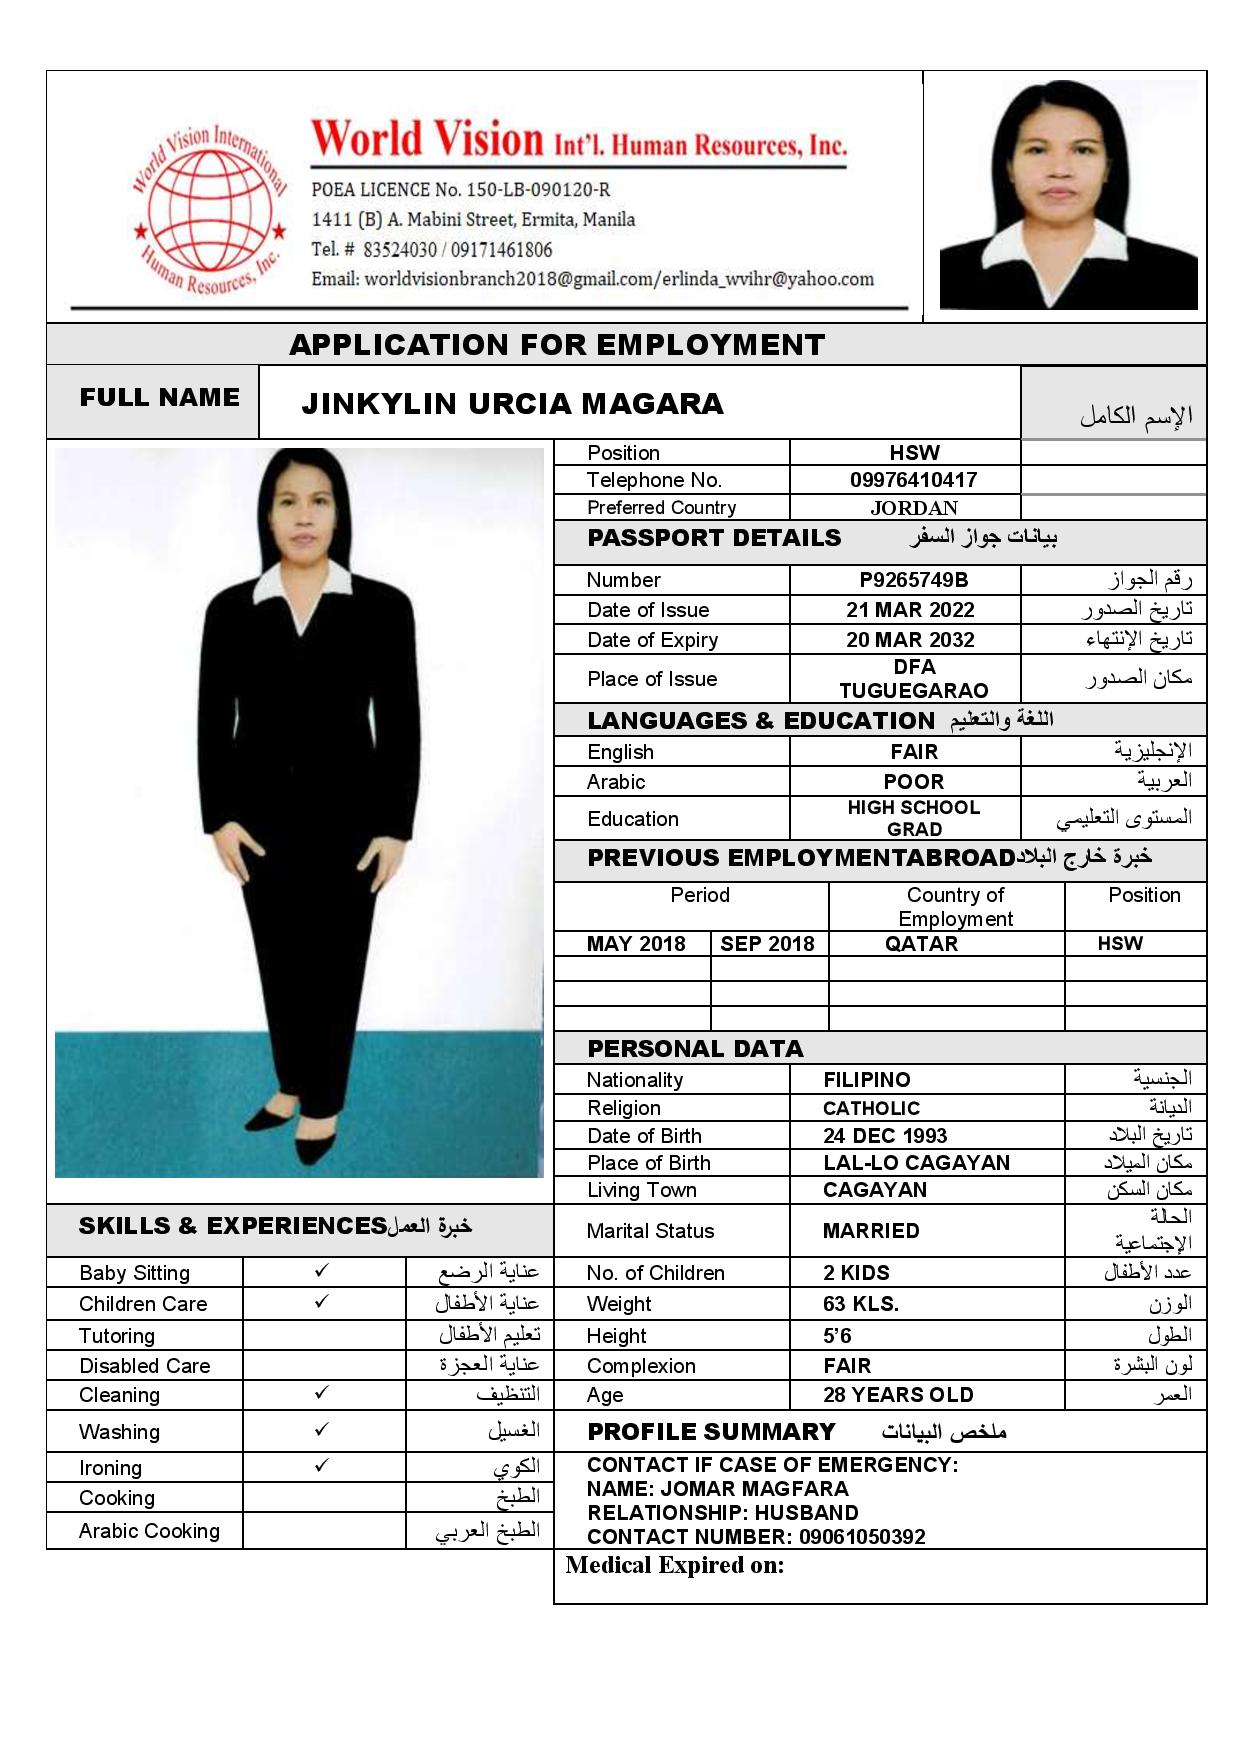 World Vision International
Human Resources, Inc.
World Vision Int'l. Human Resources, Inc.
POEA LICENCE No. 150-LB-090120-R
1411 (B) A. Mabini Street, Ermita, Manila
Tel. # 83524030 / 09171461806
Email: worldvisionbranch2018@gmail.com/erlinda_wvihr@yahoo.com
APPLICATION FOR EMPLOYMENT
FULL NAME JINKYLIN URCIA MAGARA الإسم الكامل
Position HSW
Telephone No. 09976410417
Preferred Country JORDAN
PASSPORT DETAILS بيانات جواز السفر
Number P9265749B رقم الجواز
Date of Issue 21 MAR 2022 تاريخ الصدور
Date of Expiry 20 MAR 2032 تاريخ الإنتهاء
Place of Issue DFA TUGUEGARAO مكان الصدور
LANGUAGES & EDUCATION اللغة والتعليم
English FAIR الإنجليزية
Arabic POOR العربية
Education HIGH SCHOOL GRAD المستوى التعليمي
PREVIOUS EMPLOYMENTABROAD خبرة خارج البلاد
Period Country of Employment Position
MAY 2018 SEP 2018 QATAR HSW
PERSONAL DATA
Nationality FILIPINO الجنسية
Religion CATHOLIC الديانة
Date of Birth 24 DEC 1993 تاريخ البلاد
Place of Birth LAL-LO CAGAYAN مكان الميلاد
Living Town CAGAYAN مكان السكن
Marital Status MARRIED الحالة الإجتماعية
No. of Children 2 KIDS عدد الأطفال
Weight 63 KLS. الوزن
Height 5'6 الطول
Complexion FAIR لون البشرة
Age 28 YEARS OLD العمر
SKILLS & EXPERIENCES خبرة العمل
Baby Sitting ✓ عناية الرضع
Children Care ✓ عناية الأطفال
Tutoring تعليم الأطفال
Disabled Care عناية العجزة
Cleaning ✓ التنظيف
Washing ✓ الغسيل
Ironing ✓ الكوي
Cooking الطبخ
Arabic Cooking الطبخ العربي
PROFILE SUMMARY ملخص البيانات
CONTACT IF CASE OF EMERGENCY:
NAME: JOMAR MAGFARA
RELATIONSHIP: HUSBAND
CONTACT NUMBER: 09061050392
Medical Expired on: